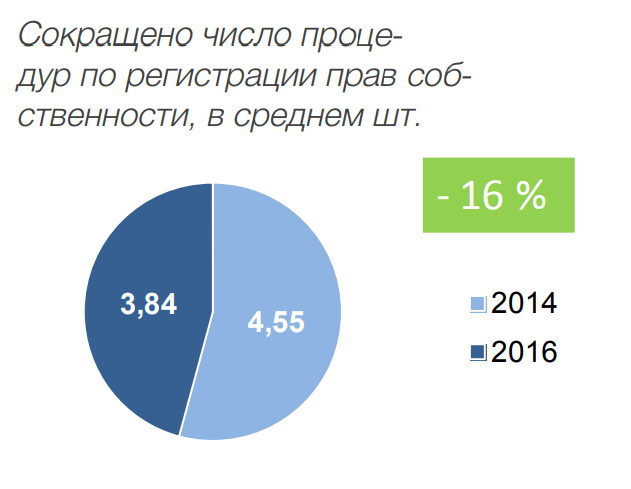 Сокращено число проце-
дур по регистрации прав соб-
ственности, в среднем шт.
- 16 %
3,84
4,55
2014
2016